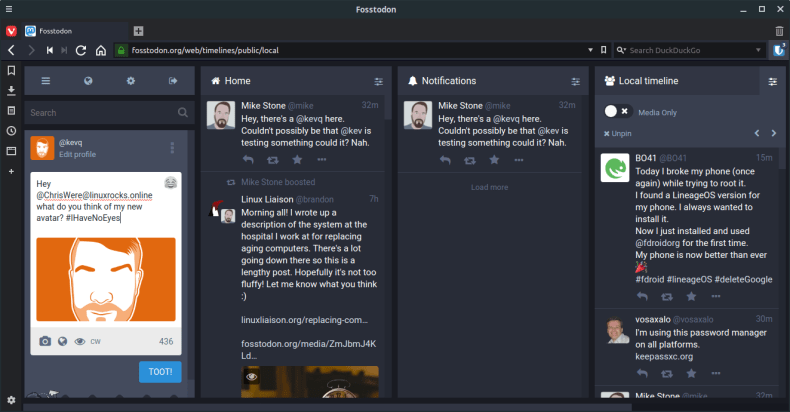 Fosstodon
Fosstodon
fosstodon.org/web/timelines/public/local
Search DuckDuckGo
Search
@kevq
Edit profile
Hey
@ChrisWere@linuxrocks.online
what do you think of my new
avatar? #IHaveNoEyes
CW
436
TOOT!
Home
Mike Stone @mike 32m
Hey, there's a @kevq here.
Couldn't possibly be that @kev is
testing something could it? Nah.
Mike Stone boosted
Linux Liaison @brandon 7h
Morning all! I wrote up a
description of the system at the
hospital I work at for replacing
aging computers. There's a lot
going down there so this is a
lengthy post. Hopefully it's not too
fluffy! Let me know what you think
:)
linuxliaison.org/replacing-com...
fosstodon.org/media/ZmJbmJ4K
Ld...
Notifications
Mike Stone @mike 32m
Hey, there's a @kevq here.
Couldn't possibly be that @kev is
testing something could it? Nah.
Load more
Local timeline
Media Only
Unpin
BO41 @BO41 15m
Today I broke my phone (once
again) while trying to root it.
I found a LineageOS version for
my phone. I always wanted to
install it.
Now I just installed and used
@fdroidorg for the first time.
My phone is now better than ever
#fdroid #lineageOS #deleteGoogle
vosaxalo @vosaxalo 30m
I'm using this password manager
on all platforms.
keepassxc.org
Mike Stone @mike 32m